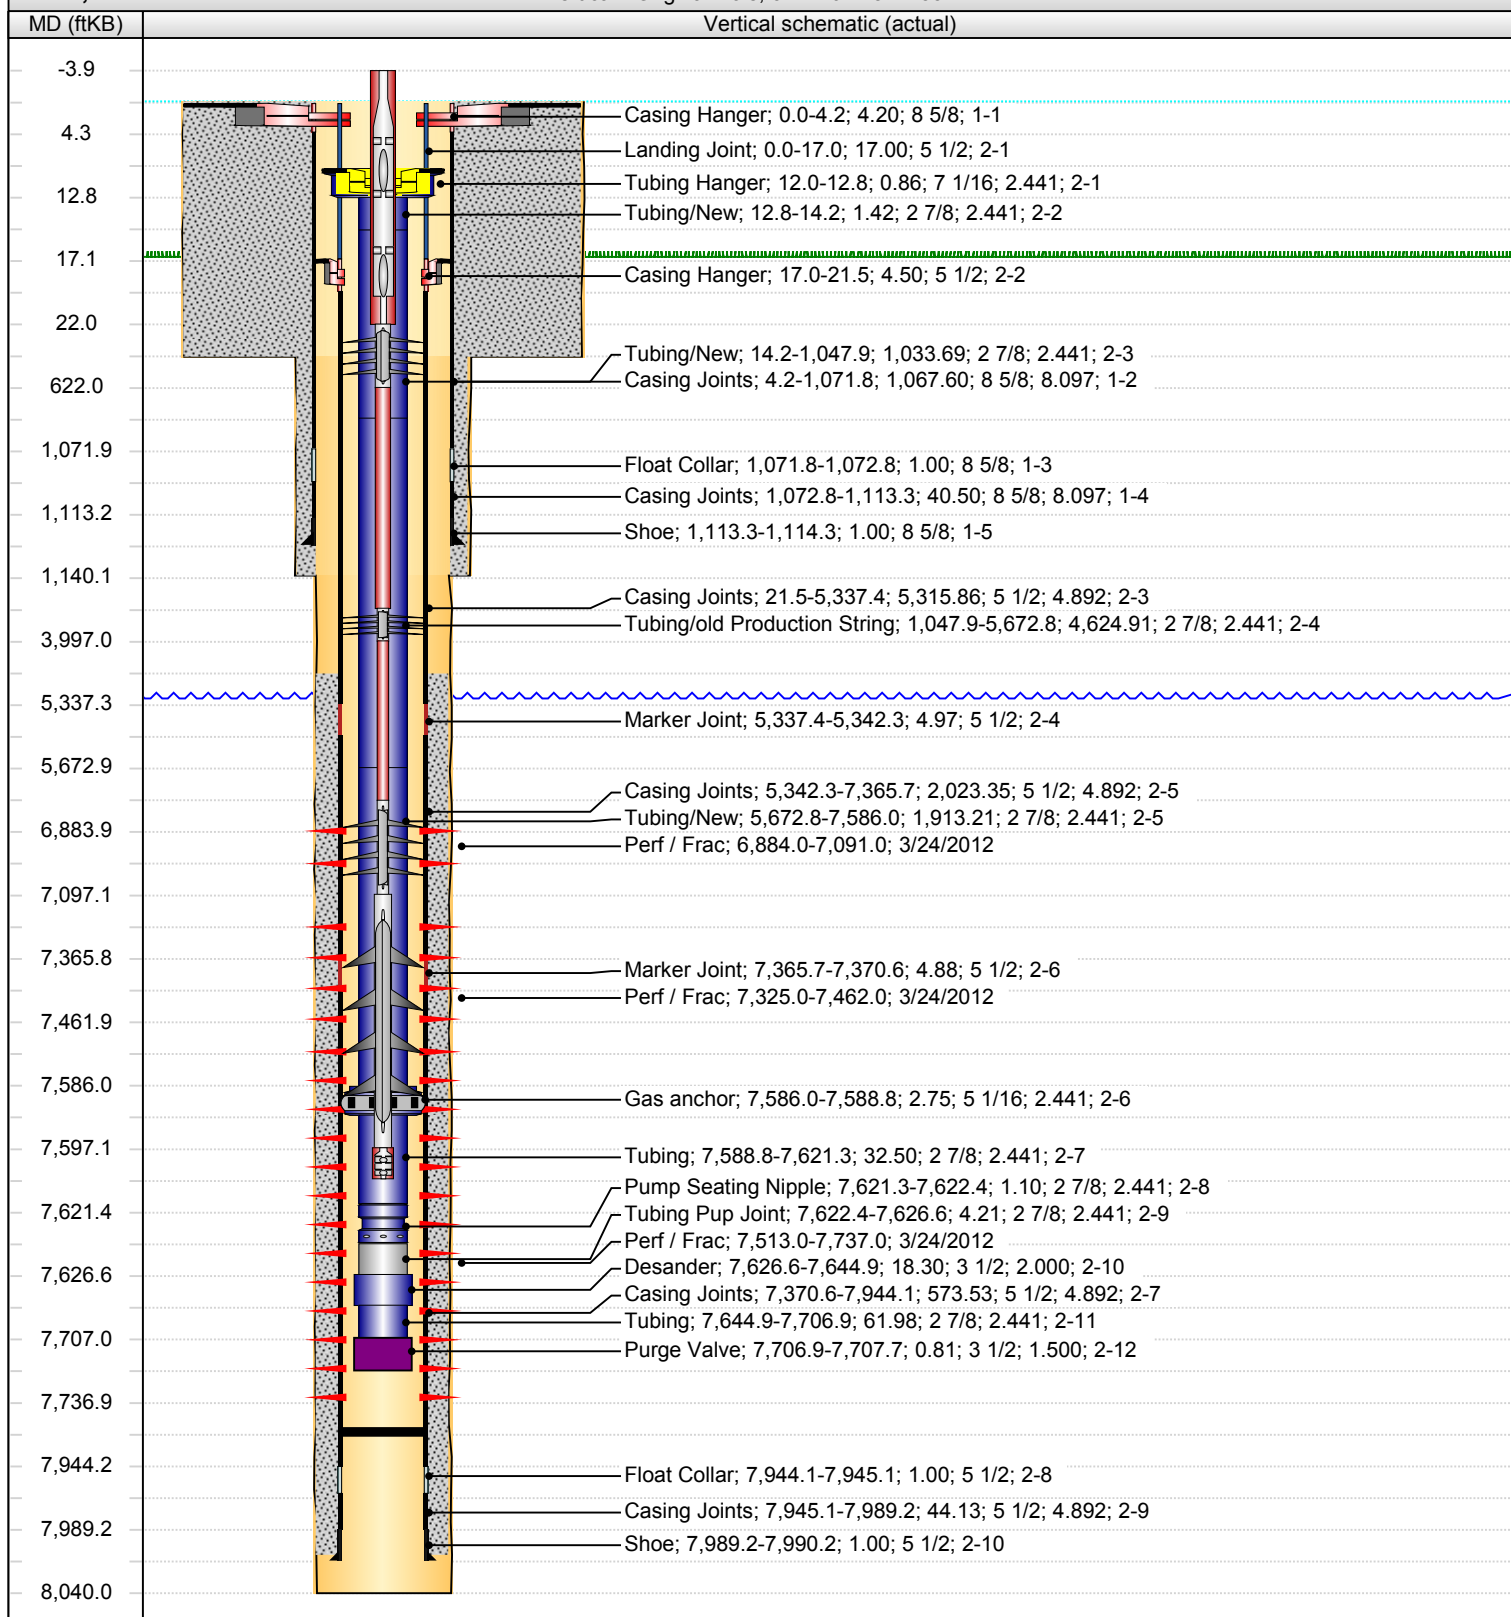 MD (ftKB)
Vertical schematic (actual)
-3.9
Casing Hanger; 0.0-4.2; 4.20; 8 5/8; 1-1
4.3
Landing Joint; 0.0-17.0; 17.00; 5 1/2; 2-1
Tubing Hanger; 12.0-12.8; 0.86; 7 1/16; 2.441; 2-1
12.8
Tubing/New; 12.8-14.2; 1.42; 2 7/8; 2.441; 2-2
17.1
Casing Hanger; 17.0-21.5; 4.50; 5 1/2; 2-2
22.0
Tubing/New; 14.2-1,047.9; 1,033.69; 2 7/8; 2.441; 2-3
Casing Joints; 4.2-1,071.8; 1,067.60; 8 5/8; 8.097; 1-2
622.0
1,071.9
Float Collar; 1,071.8-1,072.8; 1.00; 8 5/8; 1-3
Casing Joints; 1,072.8-1,113.3; 40.50; 8 5/8; 8.097; 1-4
1,113.2
Shoe; 1,113.3-1,114.3; 1.00; 8 5/8; 1-5
1,140.1
Casing Joints; 21.5-5,337.4; 5,315.86; 5 1/2; 4.892; 2-3
Tubing/old Production String; 1,047.9-5,672.8; 4,624.91; 2 7/8; 2.441; 2-4
3,997.0
5,337.3
Marker Joint; 5,337.4-5,342.3; 4.97; 5 1/2; 2-4
5,672.9
Casing Joints; 5,342.3-7,365.7; 2,023.35; 5 1/2; 4.892; 2-5
Tubing/New; 5,672.8-7,586.0; 1,913.21; 2 7/8; 2.441; 2-5
6,883.9
Perf / Frac; 6,884.0-7,091.0; 3/24/2012
7,097.1
7,365.8
Marker Joint; 7,365.7-7,370.6; 4.88; 5 1/2; 2-6
Perf / Frac; 7,325.0-7,462.0; 3/24/2012
7,461.9
7,586.0
Gas anchor; 7,586.0-7,588.8; 2.75; 5 1/16; 2.441; 2-6
7,597.1
Tubing; 7,588.8-7,621.3; 32.50; 2 7/8; 2.441; 2-7
Pump Seating Nipple; 7,621.3-7,622.4; 1.10; 2 7/8; 2.441; 2-8
7,621.4
Tubing Pup Joint; 7,622.4-7,626.6; 4.21; 2 7/8; 2.441; 2-9
Perf / Frac; 7,513.0-7,737.0; 3/24/2012
Desander; 7,626.6-7,644.9; 18.30; 3 1/2; 2.000; 2-10
7,626.6
Casing Joints; 7,370.6-7,944.1; 573.53; 5 1/2; 4.892; 2-7
Tubing; 7,644.9-7,706.9; 61.98; 2 7/8; 2.441; 2-11
7,707.0
Purge Valve; 7,706.9-7,707.7; 0.81; 3 1/2; 1.500; 2-12
7,736.9
7,944.2
Float Collar; 7,944.1-7,945.1; 1.00; 5 1/2; 2-8
Casing Joints; 7,945.1-7,989.2; 44.13; 5 1/2; 4.892; 2-9
7,989.2
Shoe; 7,989.2-7,990.2; 1.00; 5 1/2; 2-10
8,040.0